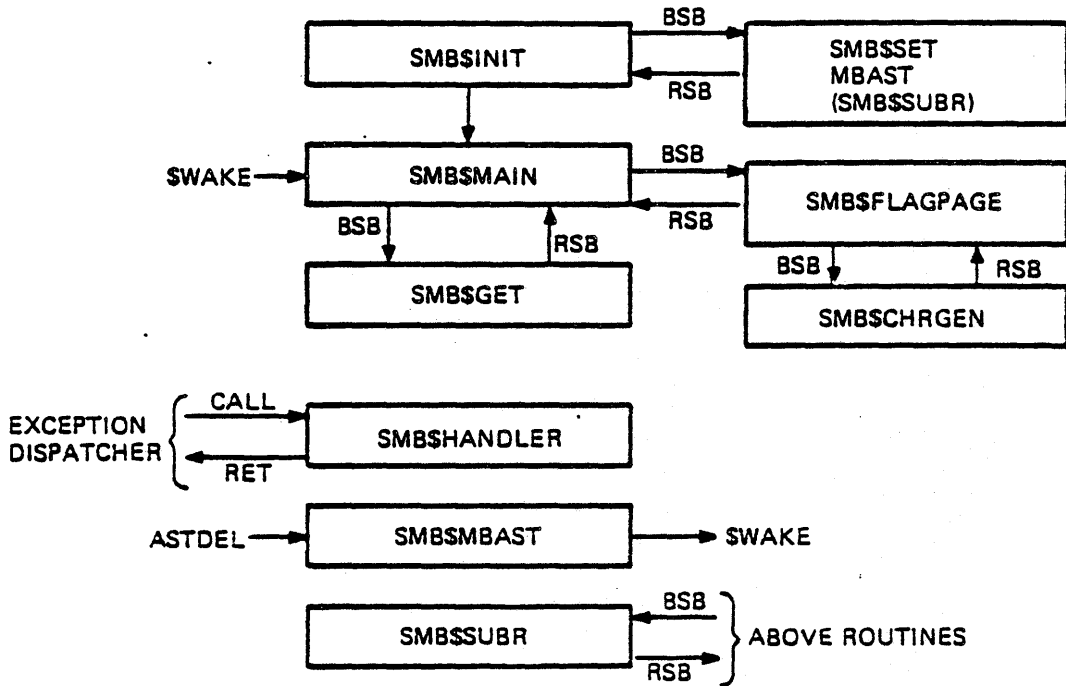 BSB
SMB$INIT
SMB$SET
MBAST
(SMB$SUBR)
RSB
$WAKE
SMB$MAIN
BSB
RSB
SMB$FLAGPAGE
BSB
RSB
SMB$GET
BSB
RSB
SMB$CHRGEN
EXCEPTION
DISPATCHER
CALL
RET
SMB$HANDLER
ASTDEL
SMB$MBAST
$WAKE
SMB$SUBR
BSB
RSB
ABOVE ROUTINES